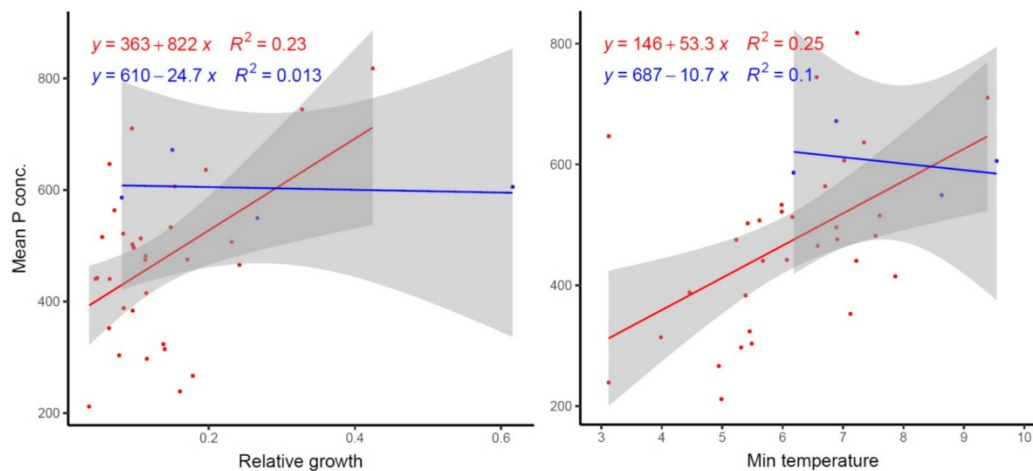 y = 363 + 822 x R² = 0.23
y = 610 − 24.7 x R² = 0.013
800
600
400
200
Mean P conc.
0.2 0.4 0.6
Relative growth
y = 146 + 53.3 x R² = 0.25
y = 687 − 10.7 x R² = 0.1
800
600
400
200
3 4 5 6 7 8 9 10
Min temperature